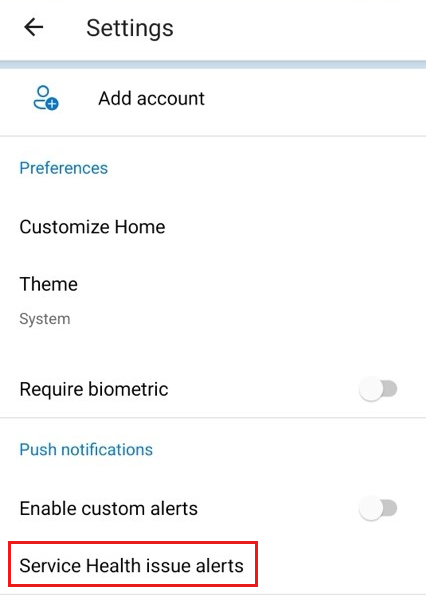 Settings
Add account
Preferences
Customize Home
Theme
System
Require biometric
Push notifications
Enable custom alerts
Service Health issue alerts